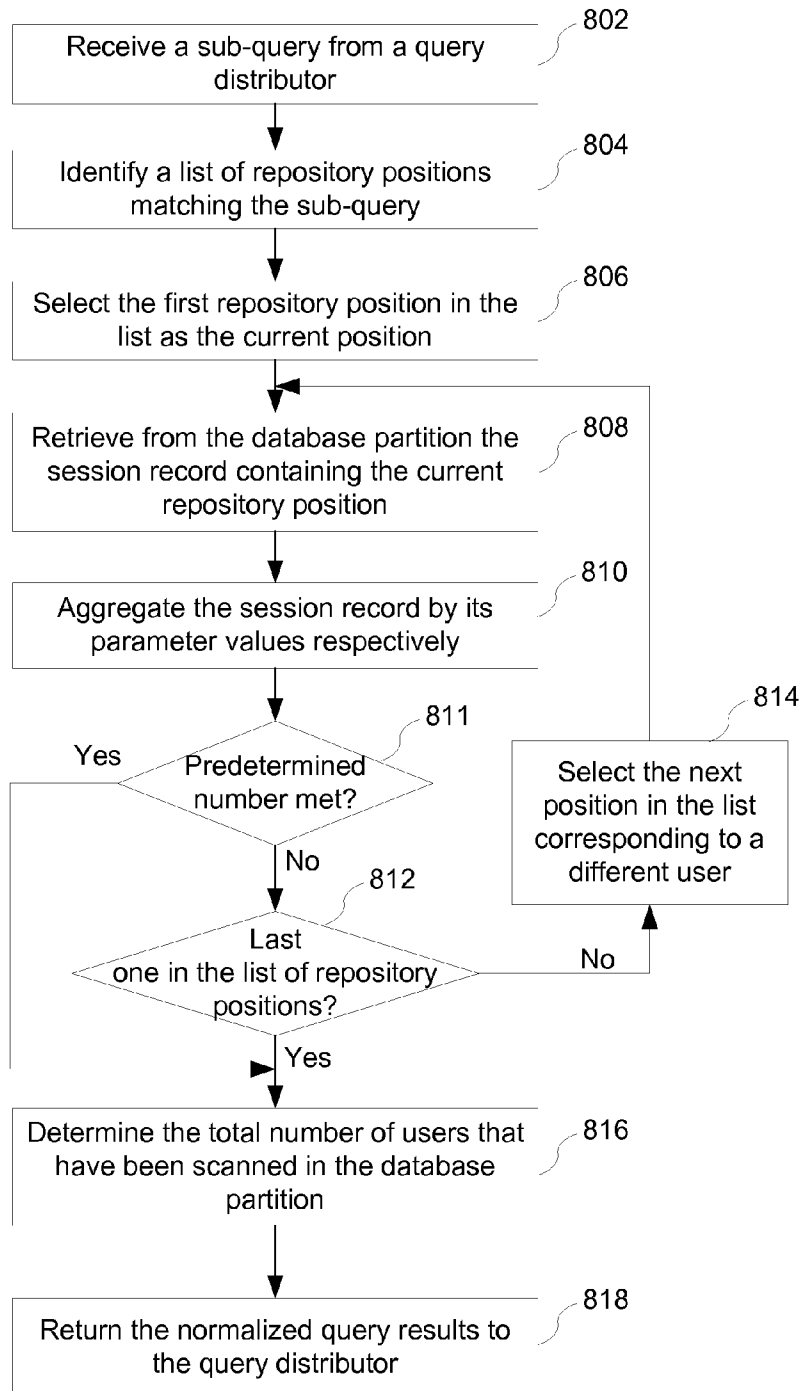 802
Receive a sub-query from a query
distributor
804
Identify a list of repository positions
matching the sub-query
806
Select the first repository position in the
list as the current position
808
Retrieve from the database partition the
session record containing the current
repository position
810
Aggregate the session record by its
parameter values respectively
811
Yes
Predetermined
number met?
No
814
Select the next
position in the list
corresponding to a
different user
812
Last
one in the list of repository
positions?
No
Yes
816
Determine the total number of users that
have been scanned in the database
partition
818
Return the normalized query results to
the query distributor